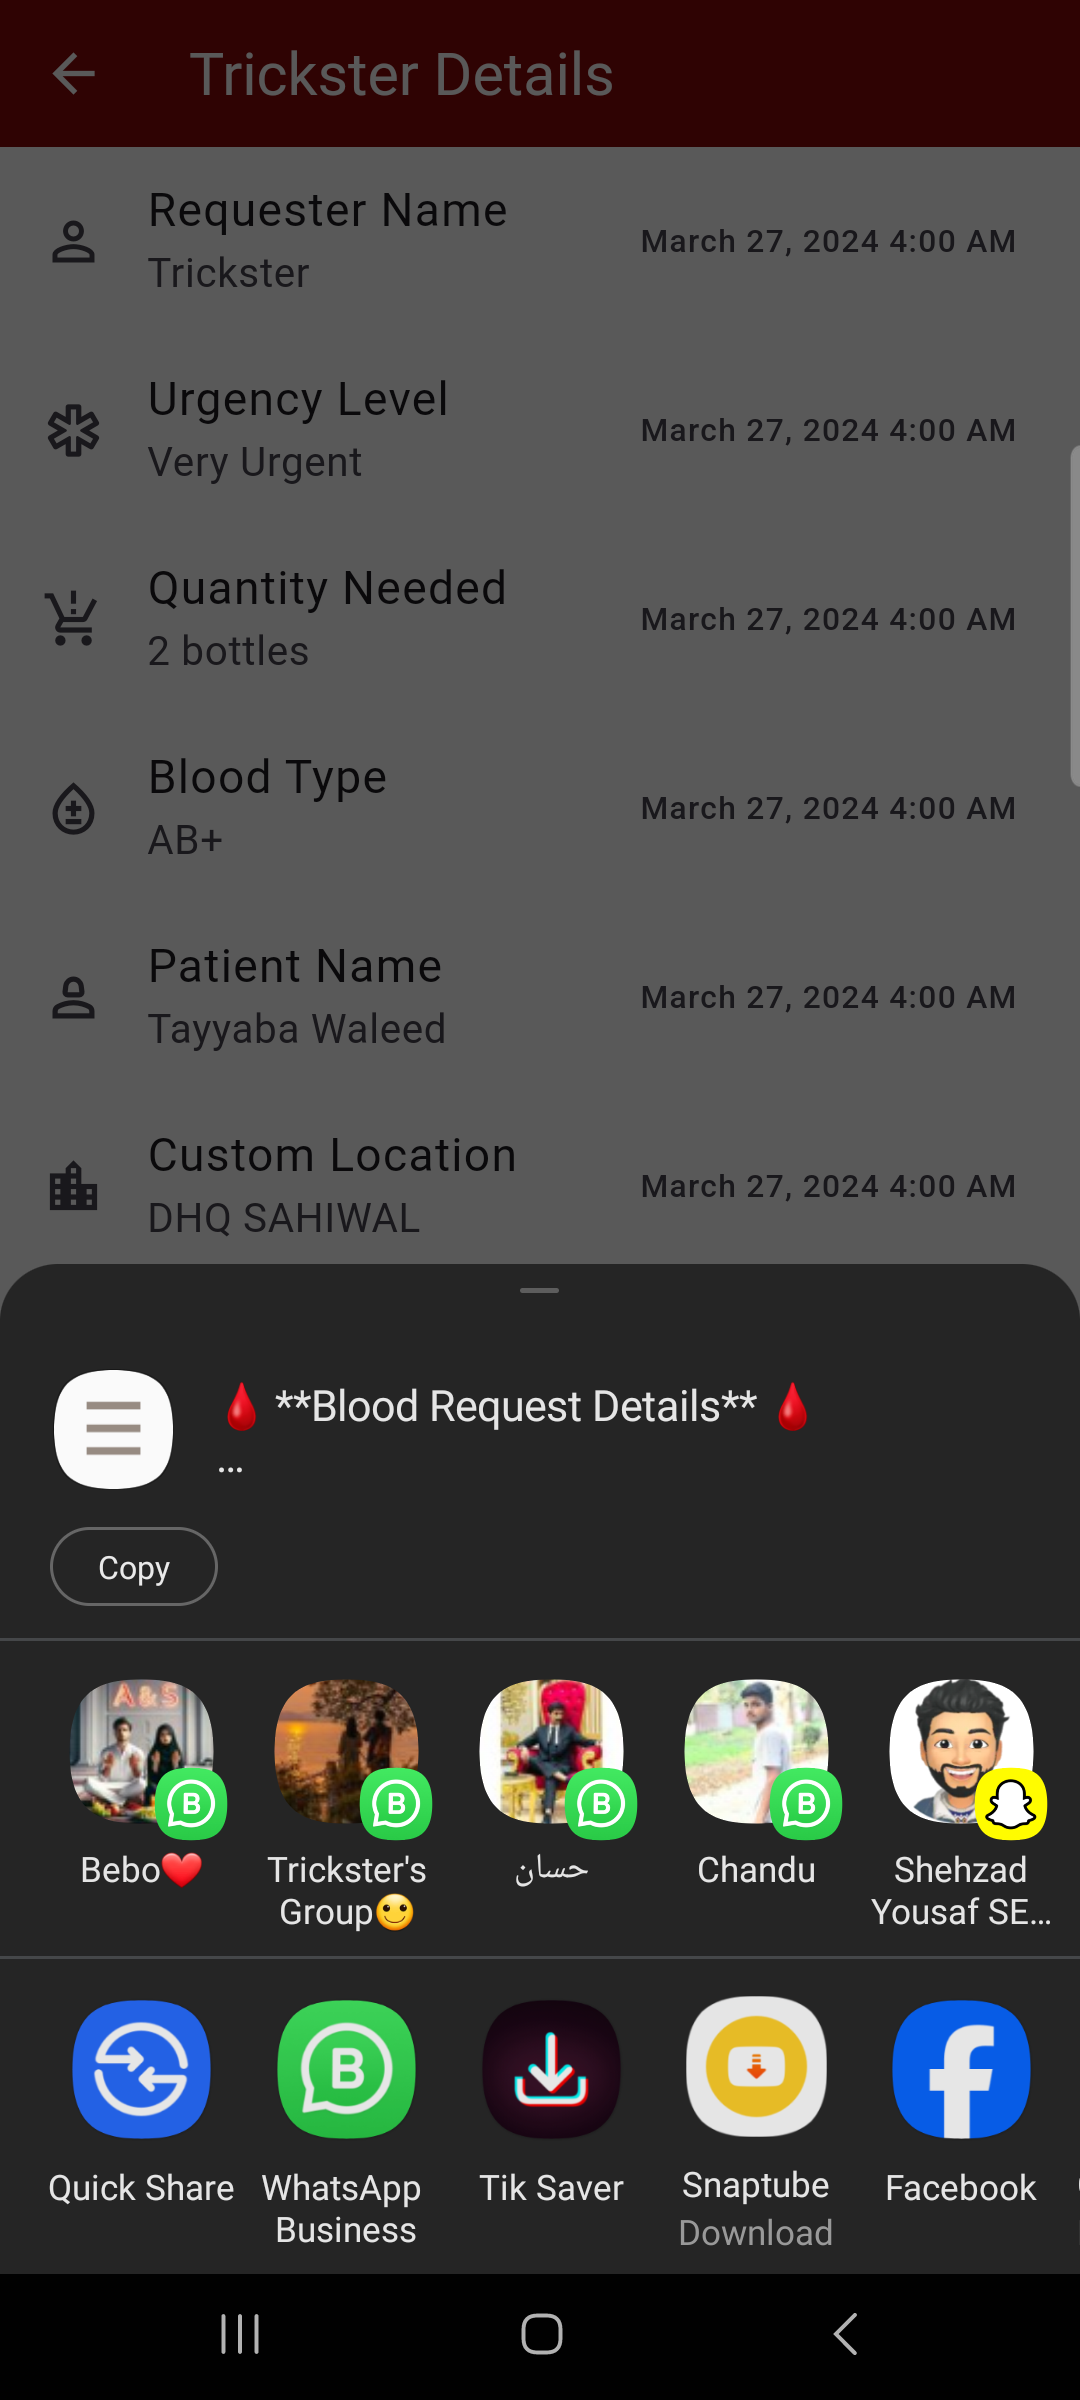 Trickster Details
Requester Name
Trickster
March 27, 2024 4:00 AM
Urgency Level
Very Urgent
March 27, 2024 4:00 AM
Quantity Needed
2 bottles
March 27, 2024 4:00 AM
Blood Type
AB+
March 27, 2024 4:00 AM
Patient Name
Tayyaba Waleed
March 27, 2024 4:00 AM
Custom Location
DHQ SAHIWAL
March 27, 2024 4:00 AM
🩸 **Blood Request Details** 🩸
...
Copy
A & S
Bebo❤️
Trickster's
Group🙂
حسان
Chandu
Shehzad
Yousaf SE...
Quick Share
WhatsApp
Business
Tik Saver
Snaptube
Download
Facebook